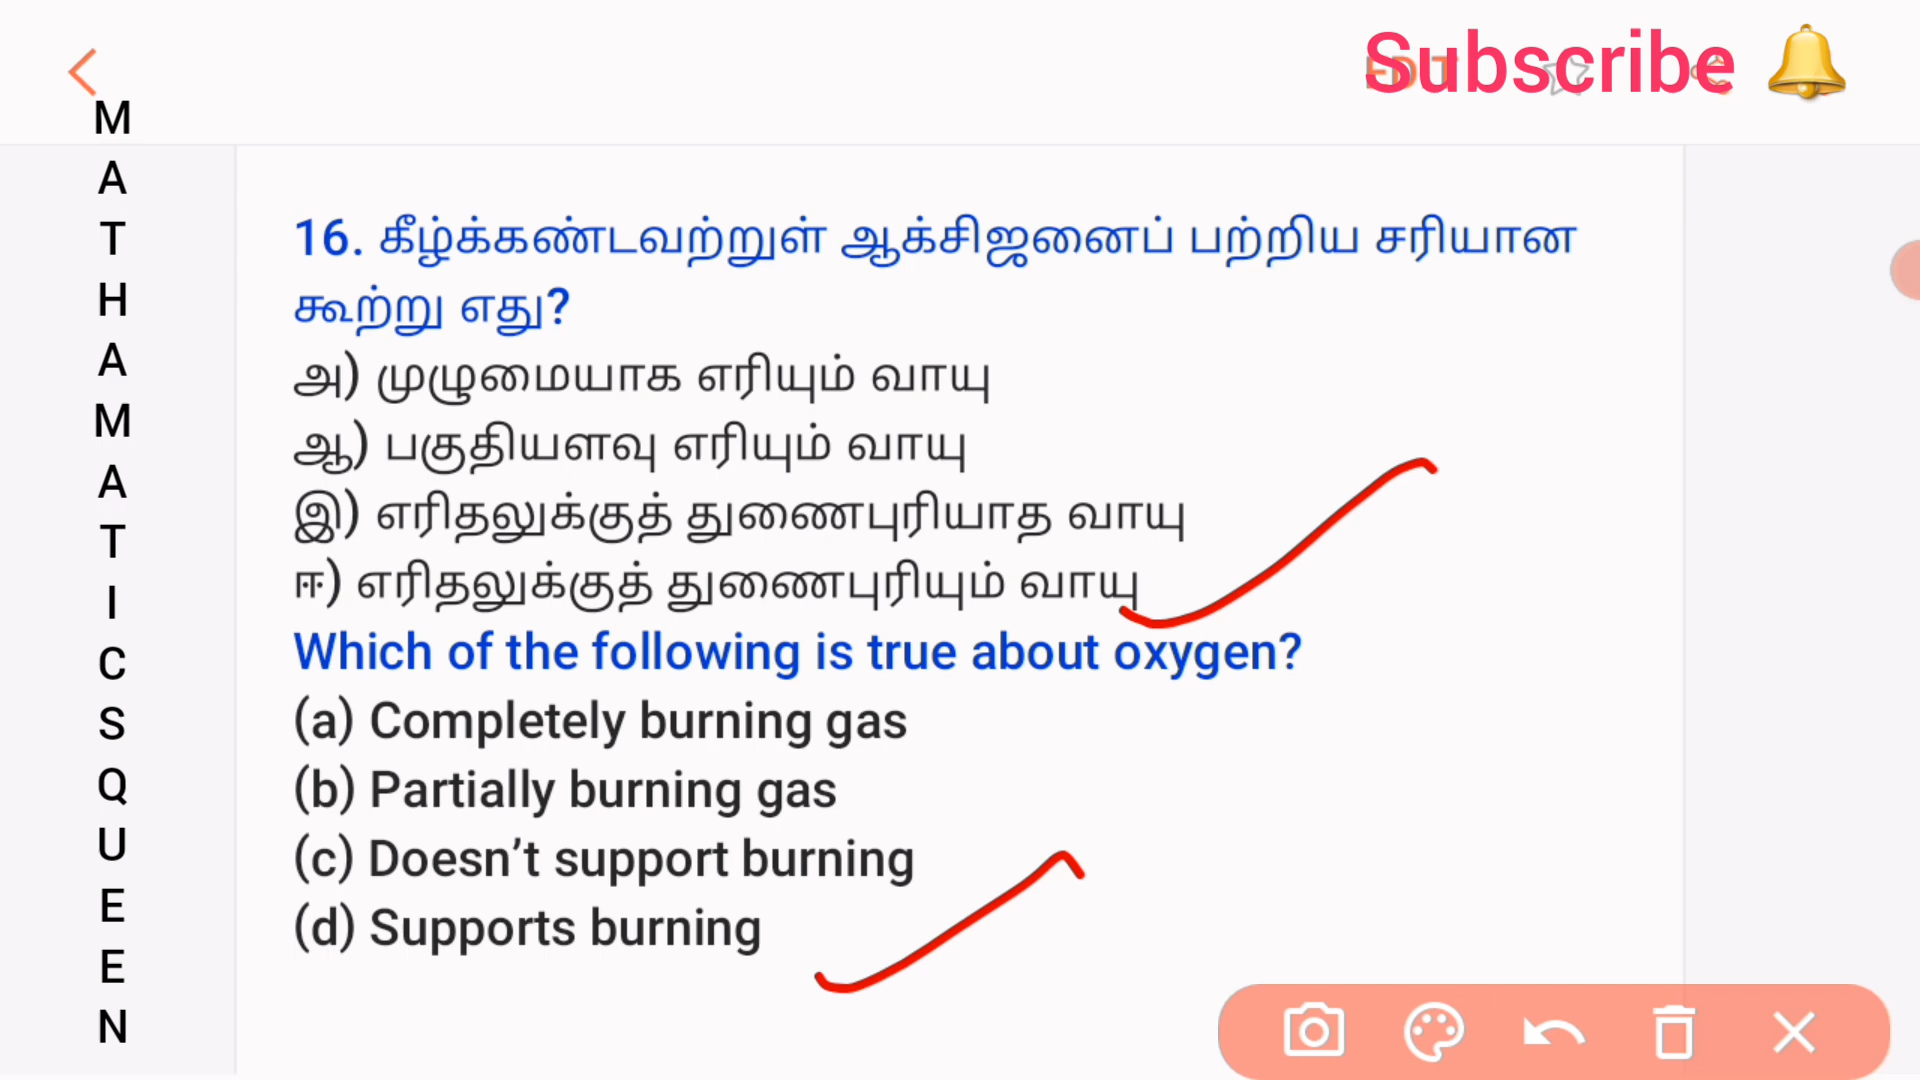 Subscribe
MATHAMATICSQUEEN
16. கீழ்க்கண்டவற்றுள் ஆக்சிஜனைப் பற்றிய சரியான
கூற்று எது?
அ) முழுமையாக எரியும் வாயு
ஆ) பகுதியளவு எரியும் வாயு
இ) எரிதலுக்குத் துணைபுரியாத வாயு
ஈ) எரிதலுக்குத் துணைபுரியும் வாயு
Which of the following is true about oxygen?
(a) Completely burning gas
(b) Partially burning gas
(c) Doesn’t support burning
(d) Supports burning